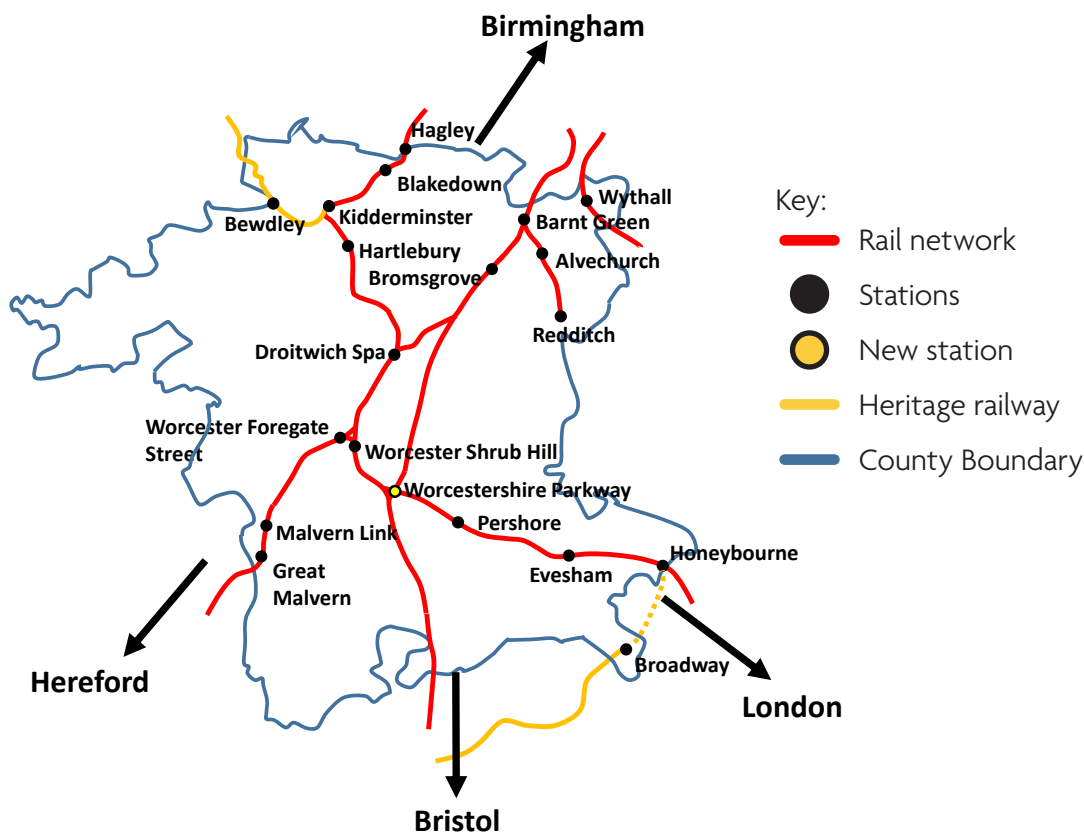 Birmingham
Hagley
Blakedown
Wythall
Bewdley
Kidderminster
Barnt Green
Hartlebury
Alvechurch
Bromsgrove
Redditch
Droitwich Spa
Worcester Foregate
Street
Worcester Shrub Hill
Worcestershire Parkway
Pershore
Malvern Link
Honeybourne
Evesham
Great
Malvern
Broadway
Hereford
London
Bristol
Key:
Rail network
Stations
New station
Heritage railway
County Boundary